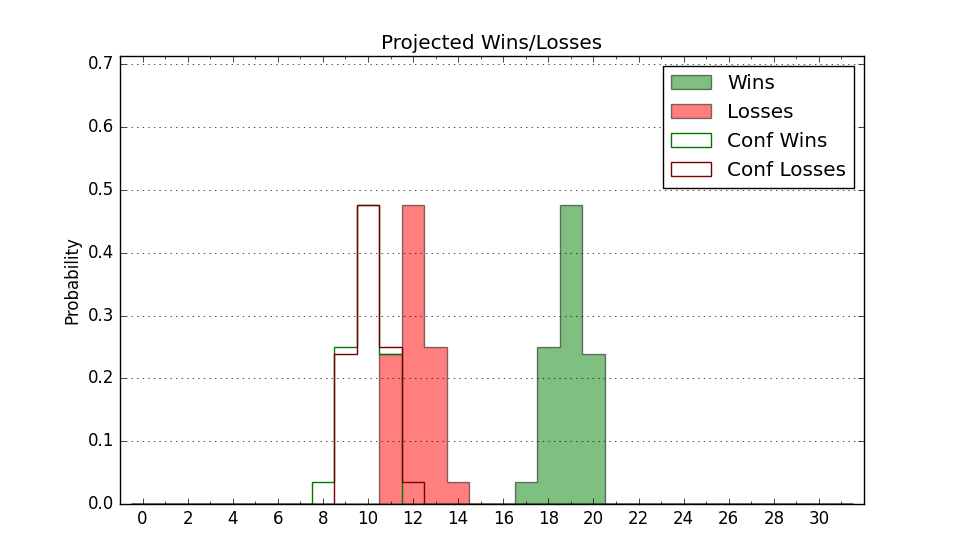 Projected Wins/Losses
0.7
0.6
0.5
0.4
0.3
0.2
0.1
0.0
Probability
Wins
Losses
Conf Wins
Conf Losses
0 2 4 6 8 10 12 14 16 18 20 22 24 26 28 30